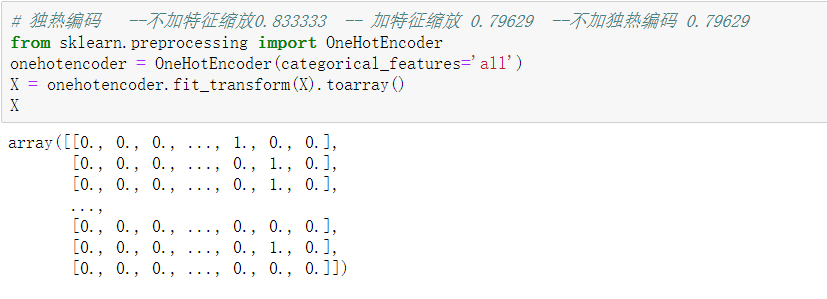 # 独热编码   --不加特征缩放0.833333  -- 加特征缩放 0.79629  --不加独热编码 0.79629
from sklearn.preprocessing import OneHotEncoder
onehotencoder = OneHotEncoder(categorical_features='all')
X = onehotencoder.fit_transform(X).toarray()
X
array([[0., 0., 0., ..., 1., 0., 0.],
       [0., 0., 0., ..., 0., 1., 0.],
       [0., 0., 0., ..., 0., 1., 0.],
       ...,
       [0., 0., 0., ..., 0., 0., 0.],
       [0., 0., 0., ..., 0., 1., 0.],
       [0., 0., 0., ..., 0., 0., 0.]])